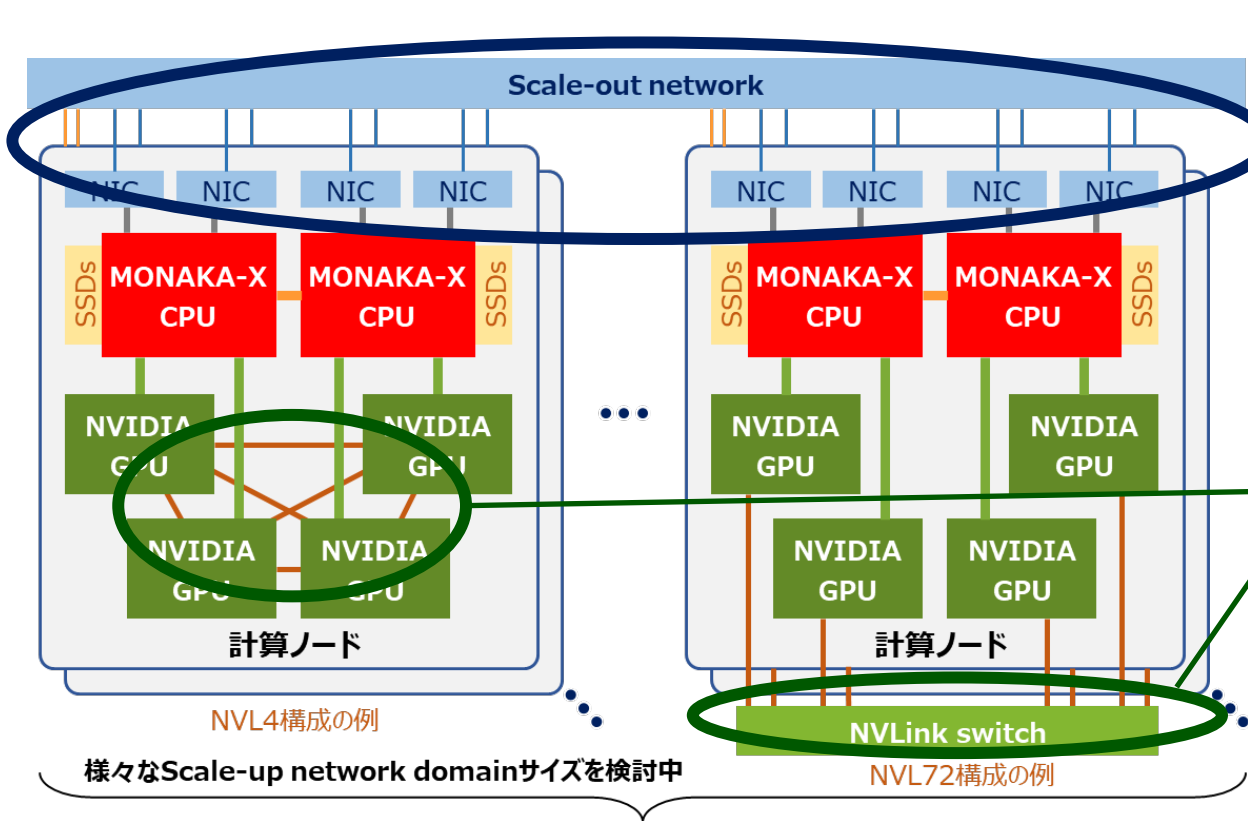 Scale-out network
NIC
NIC
NIC
NIC
NIC
NIC
NIC
NIC
SSDs
MONAKA-X
CPU
MONAKA-X
CPU
SSDs
SSDs
MONAKA-X
CPU
MONAKA-X
CPU
SSDs
NVIDIA
GPU
NVIDIA
GPU
NVIDIA
GPU
NVIDIA
GPU
NVIDIA
GPU
NVIDIA
GPU
NVIDIA
GPU
NVIDIA
GPU
計算ノード
計算ノード
NVL4構成の例
NVLink switch
様々なScale-up network domainサイズを検討中
NVL72構成の例